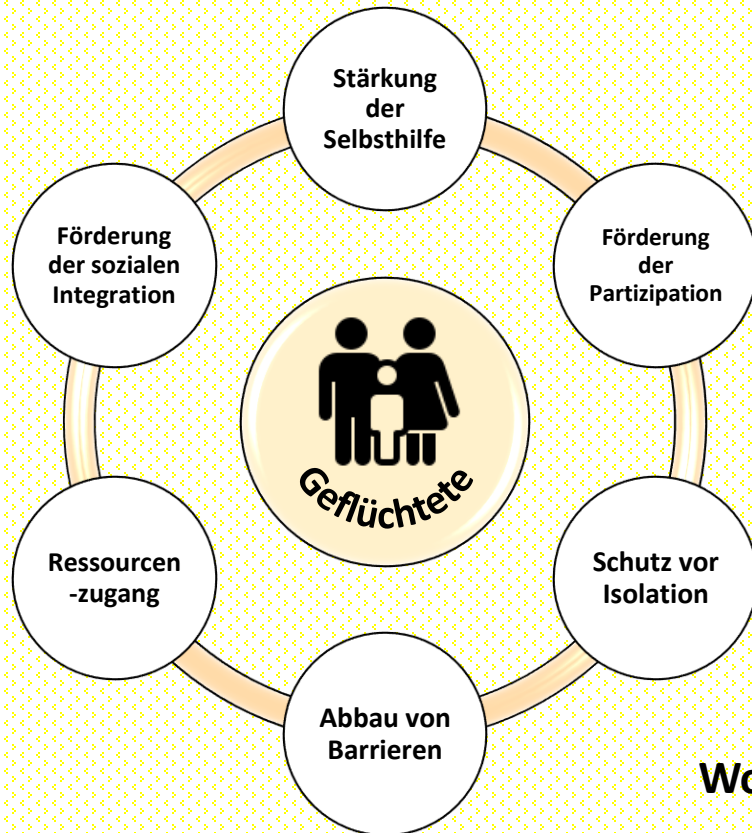 Stärkung
der
Selbsthilfe
Förderung
der
Partizipation
Schutz vor
Isolation
Abbau von
Barrieren
Ressourcen
-zugang
Förderung
der sozialen
Integration
Geflüchtete